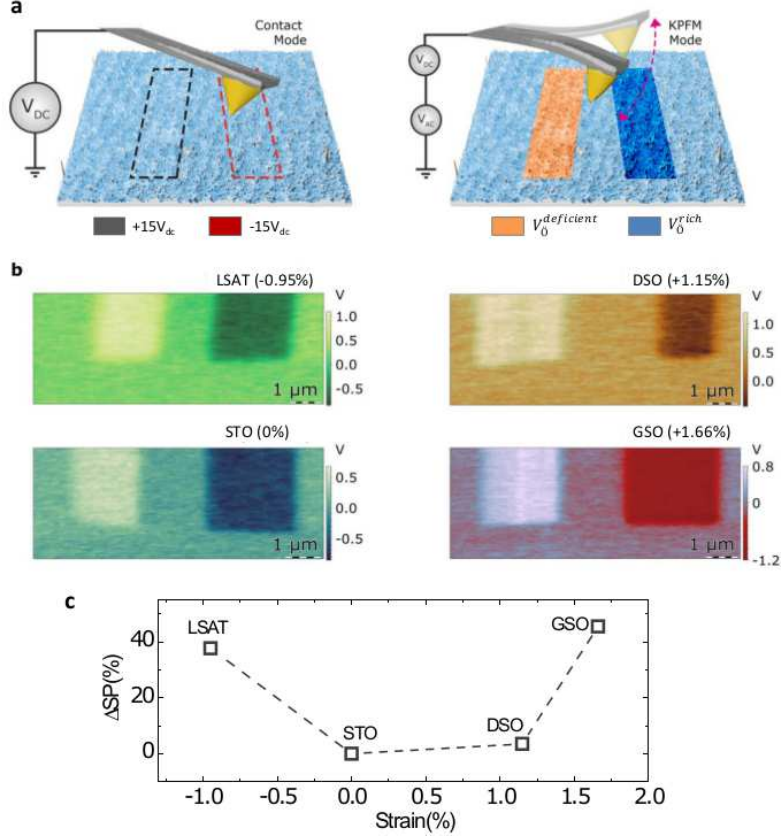 a
Contact
Mode
V_DC
+15V_dc
-15V_dc
KPFM
Mode
V_DC
V_AC
V_Ö^deficient
V_Ö^rich
b
LSAT (-0.95%)
V
1.0
0.0
-0.5
1 μm
DSO (+1.15%)
V
1.0
0.5
0.0
1 μm
STO (0%)
V
0.5
0.0
-0.5
1 μm
GSO (+1.66%)
V
0.8
0
-1.2
1 μm
c
LSAT
GSO
STO
DSO
40
20
0
ΔSP(%)
-1.0 -0.5 0.0 0.5 1.0 1.5 2.0
Strain(%)